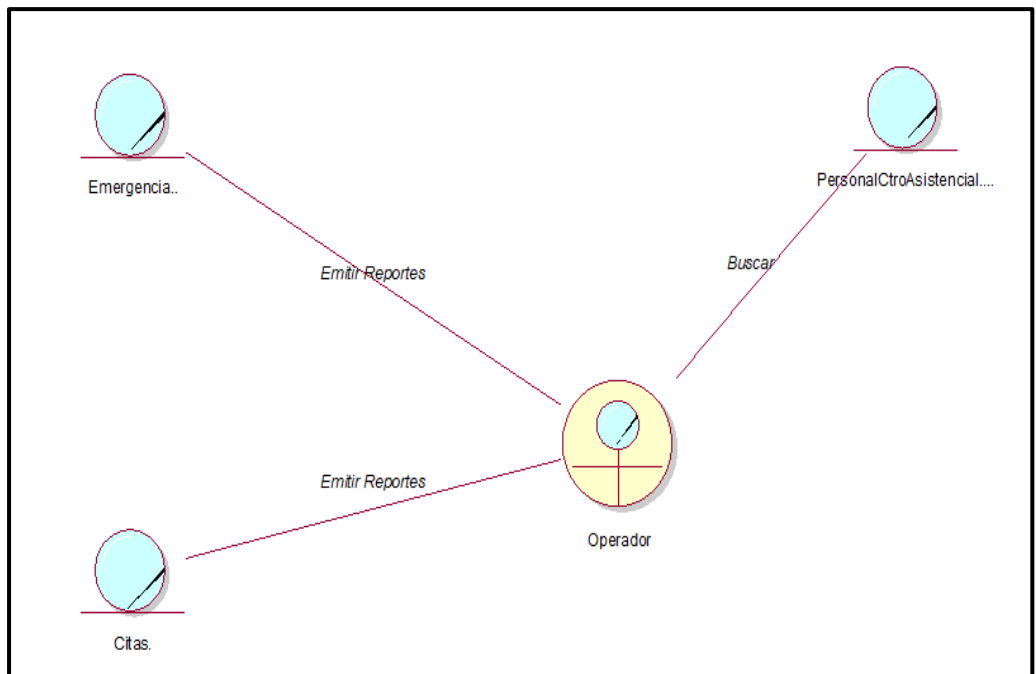 Emergencia..
PersonalCtroAsistencial....
Emitir Reportes
Buscar
Emitir Reportes
Operador
Citas.